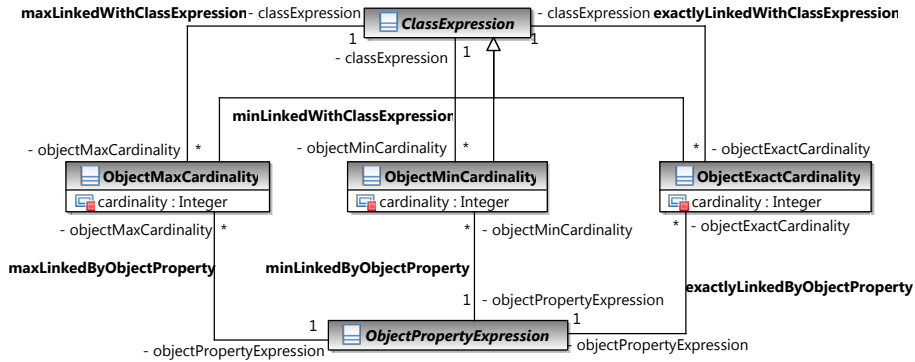 maxLinkedWithClassExpression - classExpression ClassExpression - classExpression exactlyLinkedWithClassExpression
1 1 1
- classExpression
minLinkedWithClassExpression
- objectMaxCardinality * - objectMinCardinality * * - objectExactCardinality
ObjectMaxCardinality ObjectMinCardinality ObjectExactCardinality
cardinality : Integer cardinality : Integer cardinality : Integer
- objectMaxCardinality * * - objectMinCardinality * - objectExactCardinality
maxLinkedByObjectProperty minLinkedByObjectProperty exactlyLinkedByObjectProperty
1 - objectPropertyExpression
1 ObjectPropertyExpression 1
- objectPropertyExpression - objectPropertyExpression